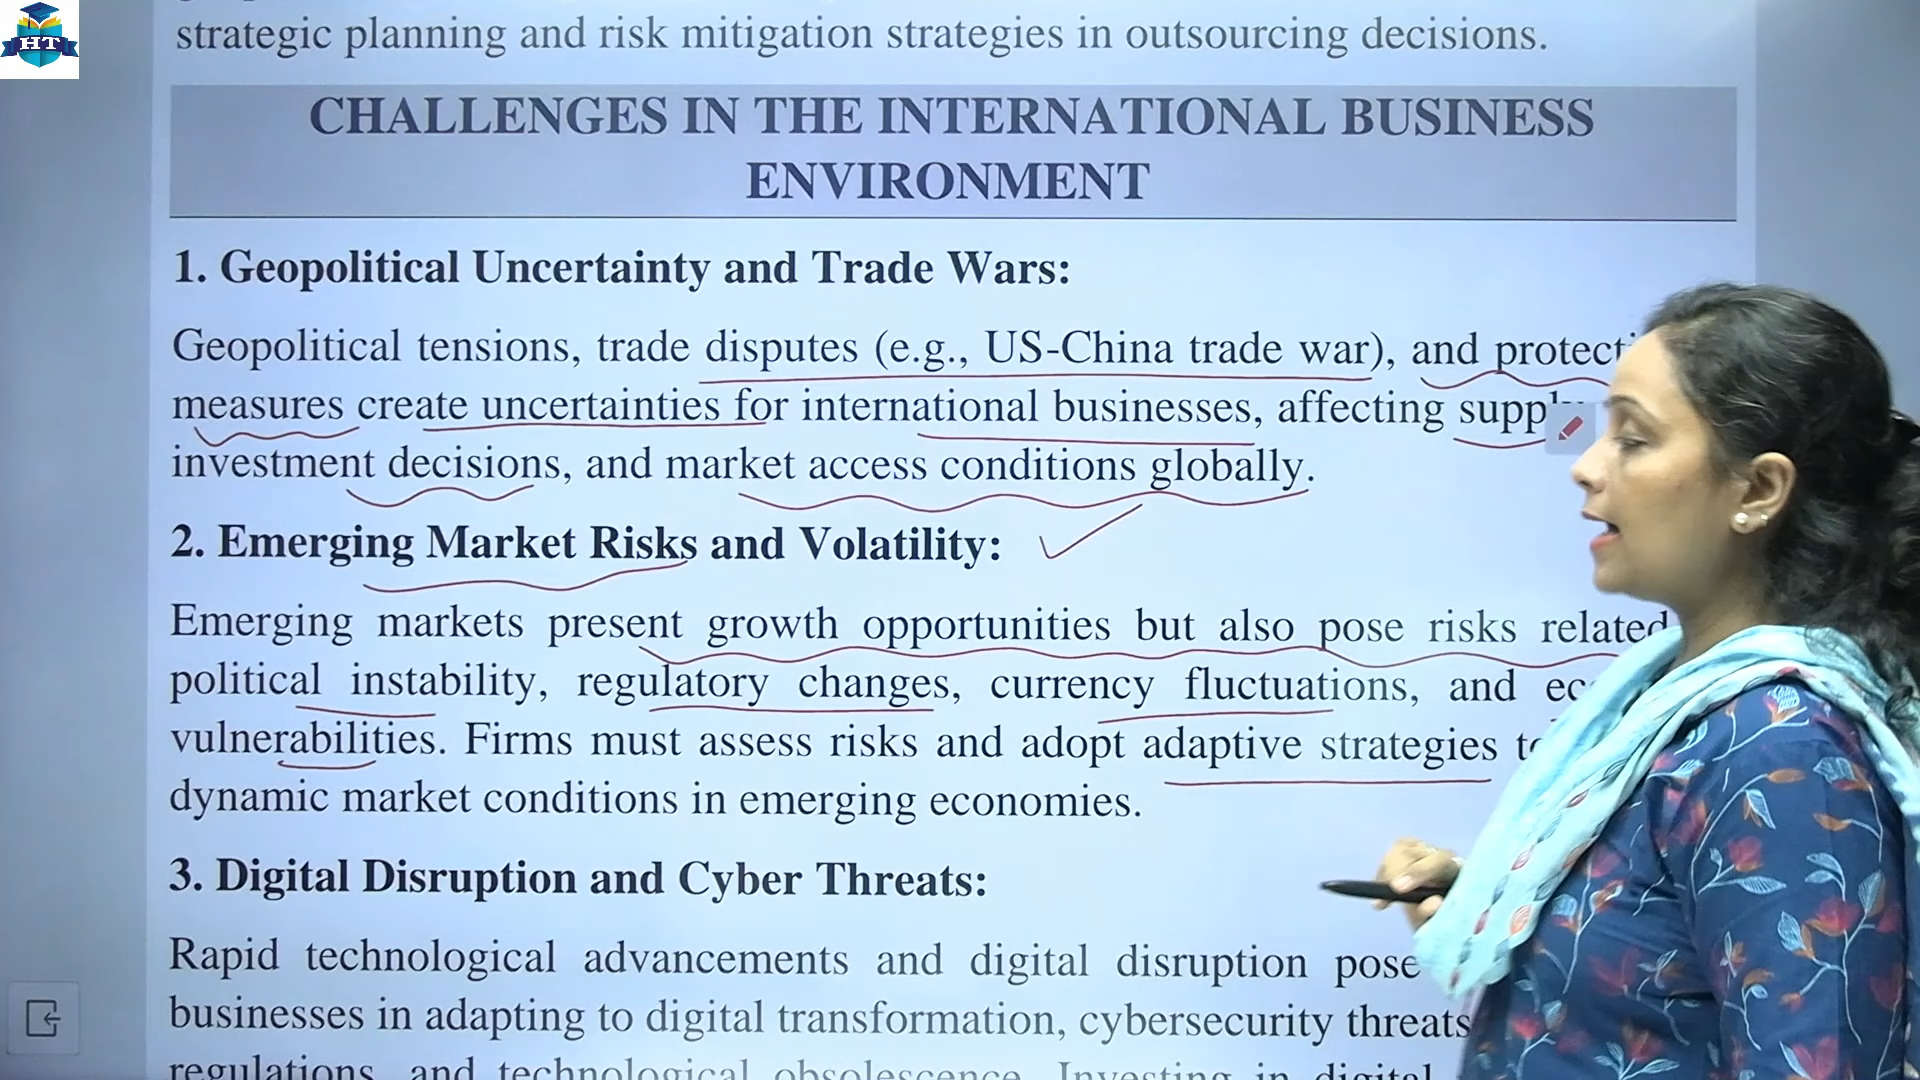 HT
strategic planning and risk mitigation strategies in outsourcing decisions.
CHALLENGES IN THE INTERNATIONAL BUSINESS
ENVIRONMENT
1. Geopolitical Uncertainty and Trade Wars:
Geopolitical tensions, trade disputes (e.g., US-China trade war), and
measures create uncertainties for international businesses, affecting
investment decisions, and market access conditions globally.
2. Emerging Market Risks and Volatility:
Emerging markets present growth opportunities but also pose risks related
political instability, regulatory changes, currency fluctuations, and
vulnerabilities. Firms must assess risks and adopt adaptive strategies
dynamic market conditions in emerging economies.
3. Digital Disruption and Cyber Threats:
Rapid technological advancements and digital disruption pose
businesses in adapting to digital transformation, cybersecurity threats
regulations, and technological obsolescence. Investing in digital